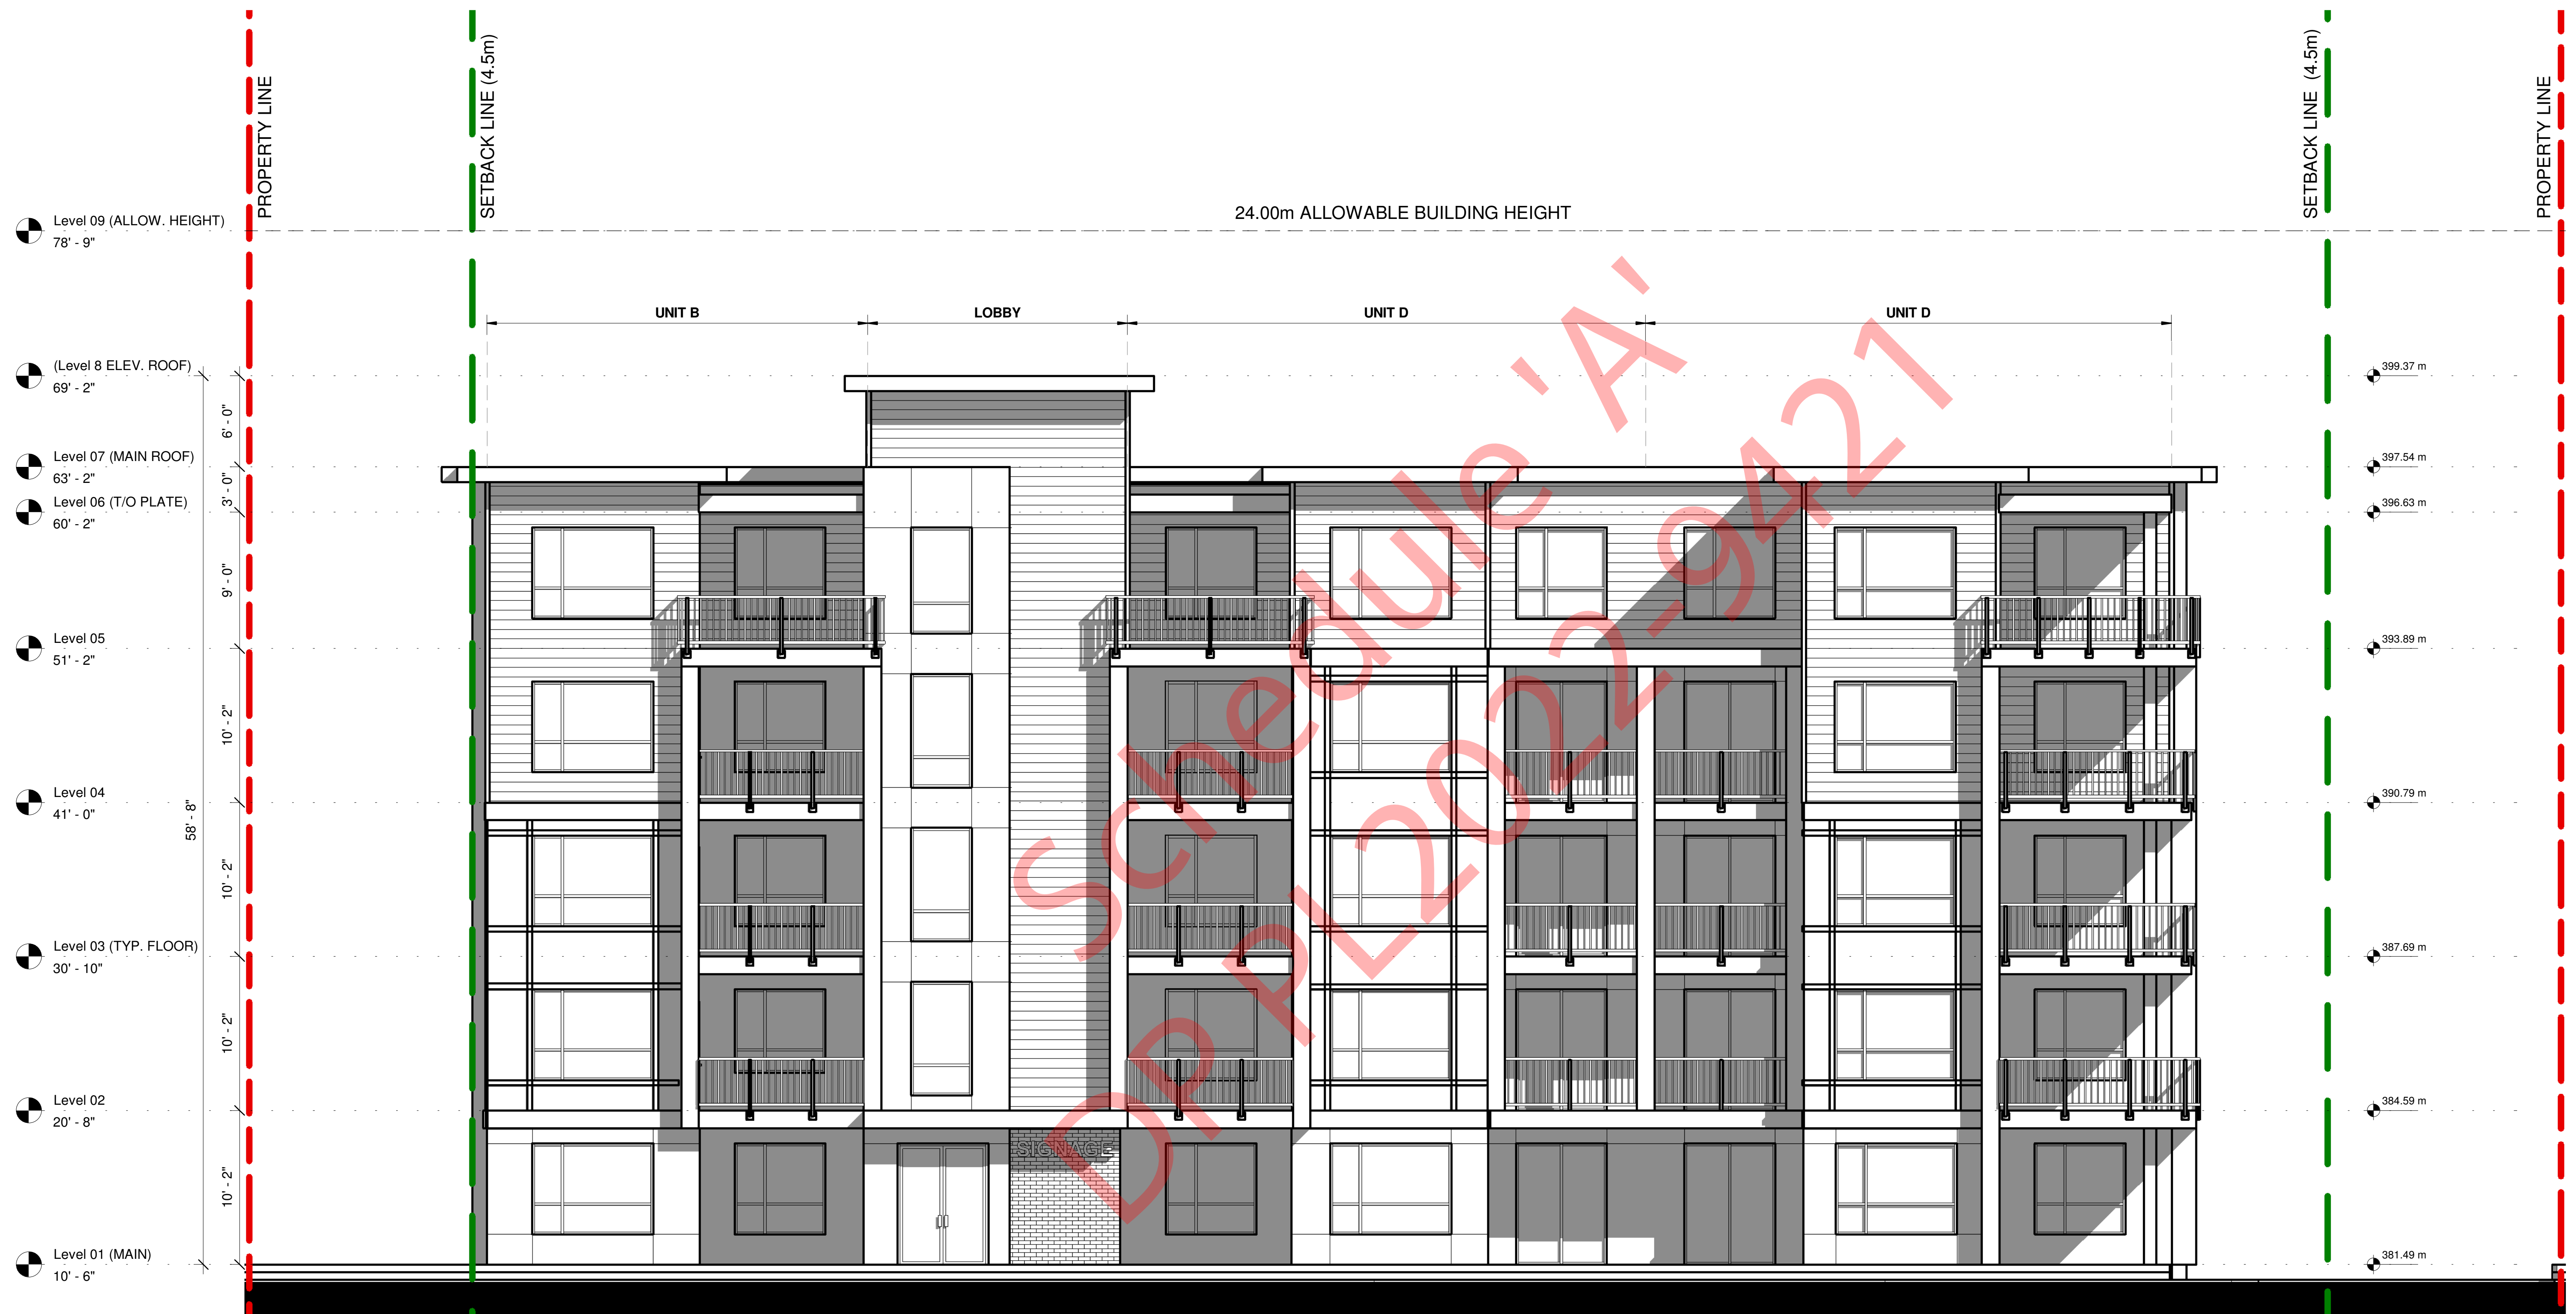 PROPERTY LINE
SETBACK LINE (4.5m)
SETBACK LINE (4.5m)
PROPERTY LINE
24.00m ALLOWABLE BUILDING HEIGHT
Level 09 (ALLOW. HEIGHT)
78' - 9"
UNIT B
LOBBY
UNIT D
UNIT D
(Level 8 ELEV. ROOF)
69' - 2"
399.37 m
6' - 0"
Level 07 (MAIN ROOF)
63' - 2"
397.54 m
3' - 0"
Level 06 (T/O PLATE)
60' - 2"
396.63 m
9' - 0"
Level 05
51' - 2"
393.89 m
10' - 2"
Level 04
41' - 0"
390.79 m
58' - 8"
10' - 2"
Level 03 (TYP. FLOOR)
30' - 10"
387.69 m
10' - 2"
Level 02
20' - 8"
384.59 m
SIGNAGE
10' - 2"
Level 01 (MAIN)
10' - 6"
381.49 m
Schedule 'A'
DP PL2022-9421